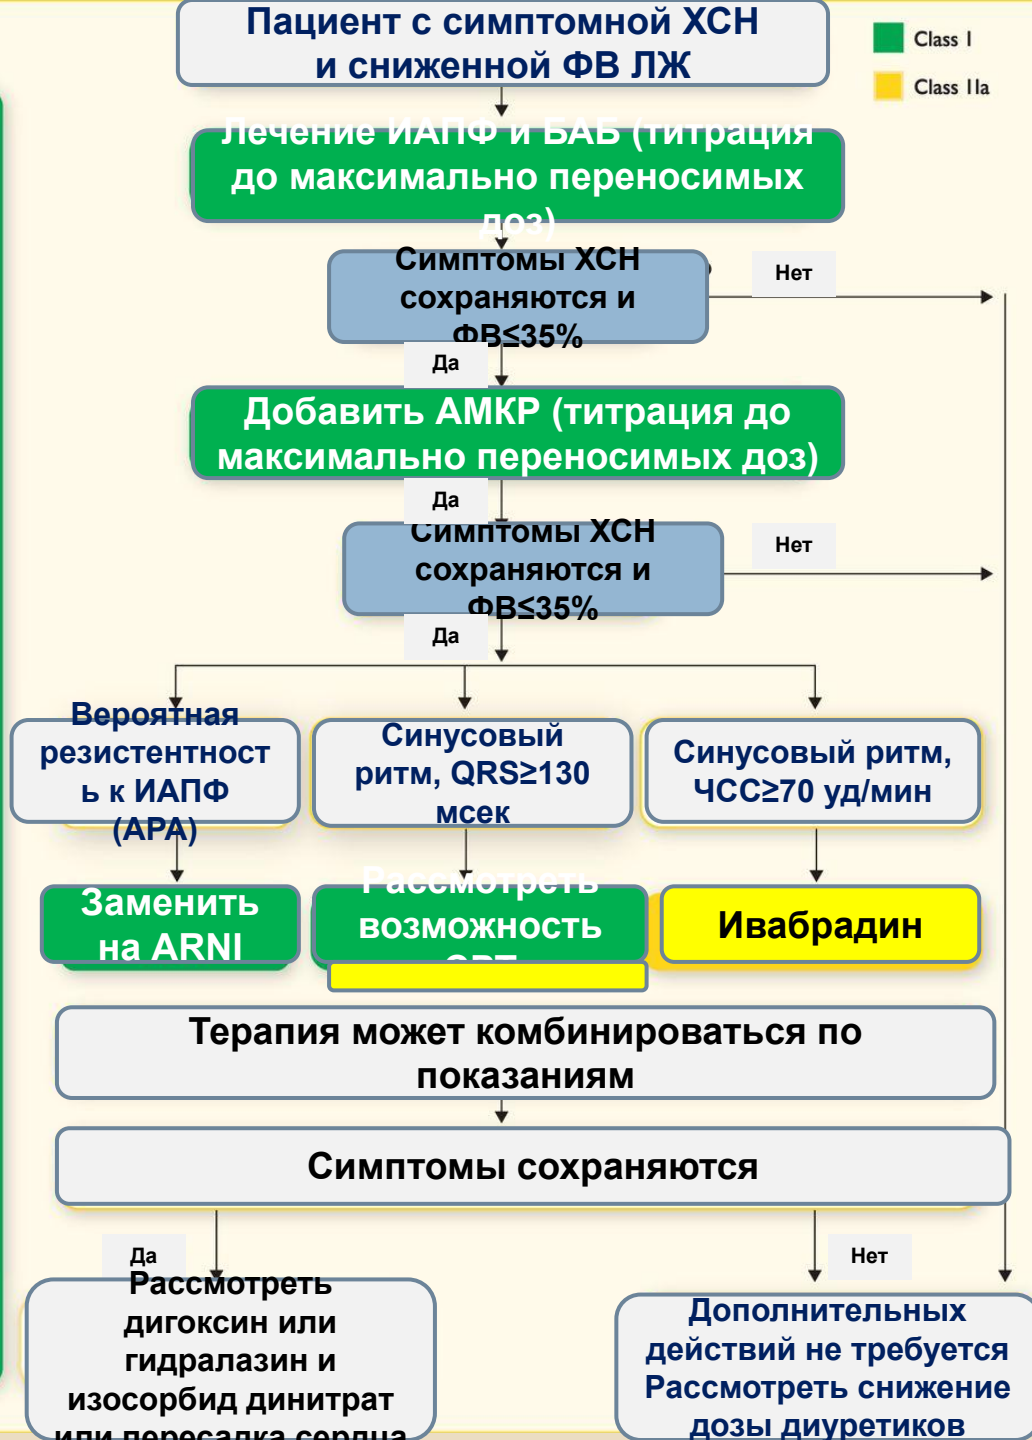 Пациент с симптомной ХСН
и сниженной ФВ ЛЖ
Class I
Class IIa
Лечение ИАПФ и БАБ (титрация
до максимально переносимых
доз)
Симптомы ХСН
сохраняются и
ФВ≤35%
Нет
Да
Добавить АМКР (титрация до
максимально переносимых доз)
Да
Симптомы ХСН
сохраняются и
ФВ≤35%
Нет
Да
Вероятная
резистентност
ь к ИАПФ
(АРА)
Синусовый
ритм, QRS≥130
мсек
Синусовый ритм,
ЧСС≥70 уд/мин
Заменить
на ARNI
Рассмотреть
возможность
Ивабрадин
Терапия может комбинироваться по
показаниям
Симптомы сохраняются
Да
Нет
Рассмотреть
дигоксин или
гидралазин и
изосорбид динитрат
или пересадка сердца
Дополнительных
действий не требуется
Рассмотреть снижение
дозы диуретиков